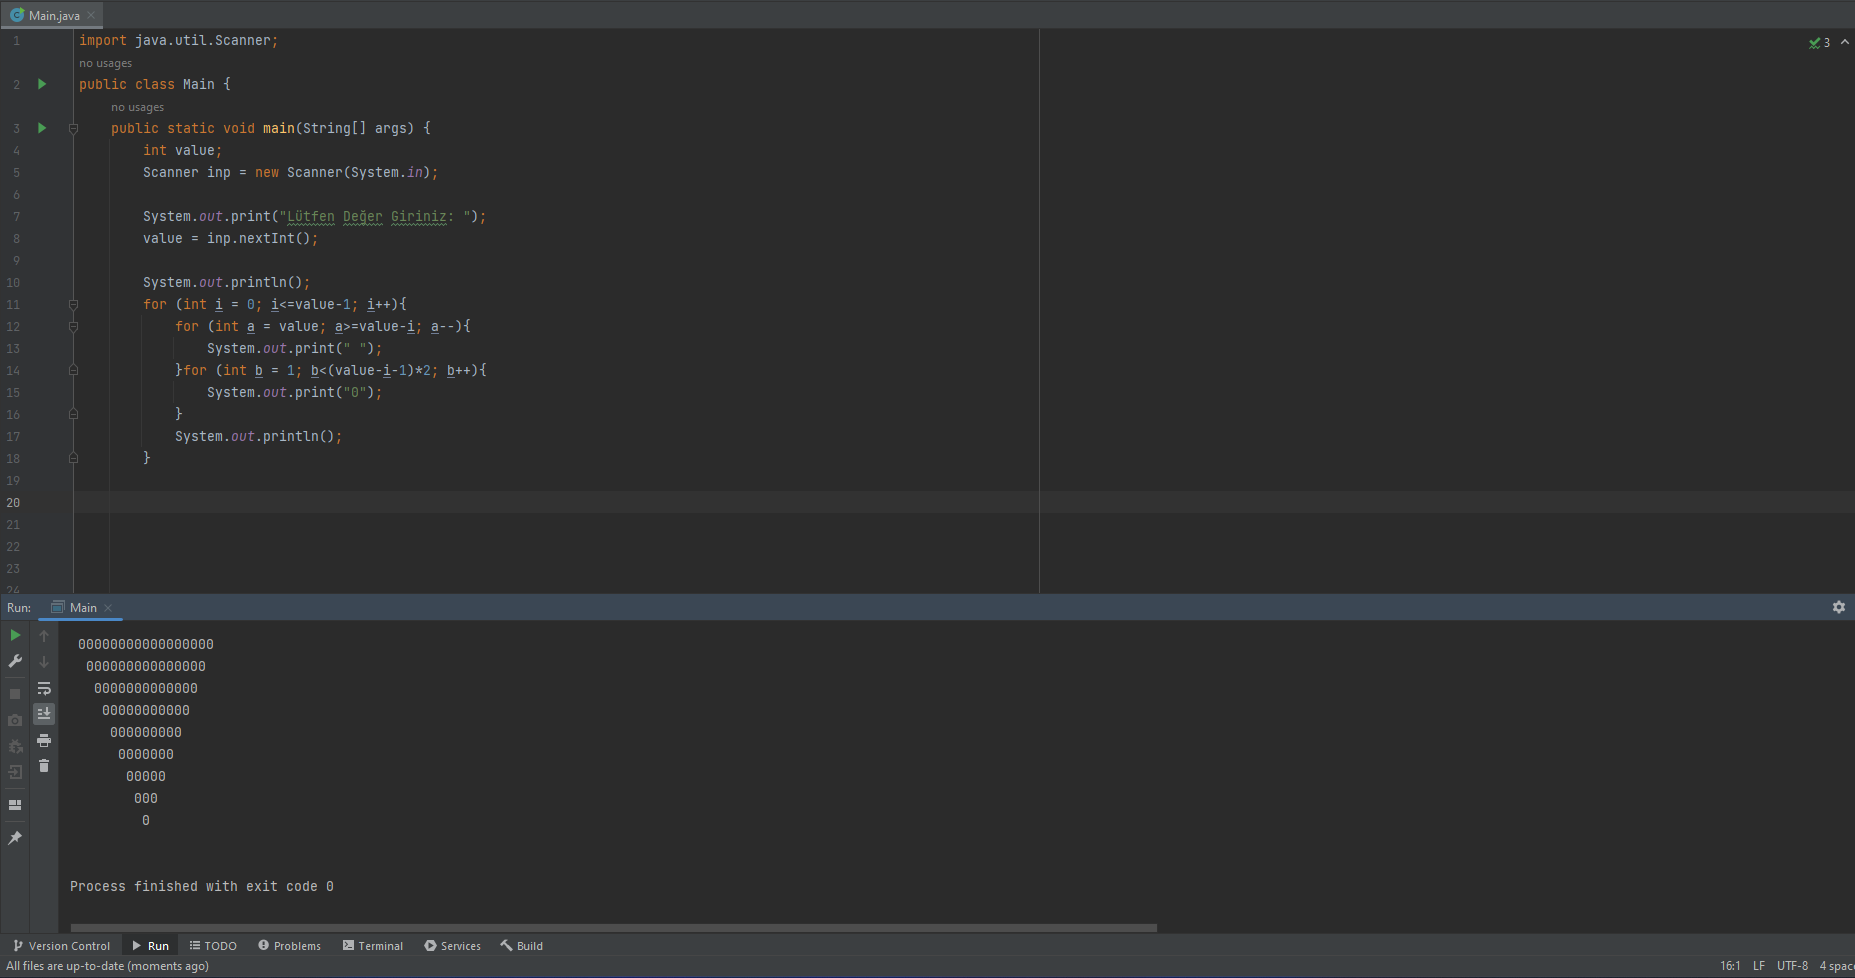 Main.java
1 import java.util.Scanner;
no usages
2 public class Main {
no usages
3 public static void main(String[] args) {
4 int value;
5 Scanner inp = new Scanner(System.in);
6
7 System.out.print("Lütfen Değer Giriniz: ");
8 value = inp.nextInt();
9
10 System.out.println();
11 for (int i = 0; i<=value-1; i++){
12 for (int a = value; a>=value-i; a--){
13 System.out.print(" ");
14 }for (int b = 1; b<(value-i-1)*2; b++){
15 System.out.print("0");
16 }
17 System.out.println();
18 }
19
20
21
22
23
24
3
Run: Main
00000000000000000
000000000000000
0000000000000
00000000000
000000000
0000000
00000
000
0
Process finished with exit code 0
Version Control Run TODO Problems Terminal Services Build
All files are up-to-date (moments ago) 16:1 LF UTF-8 4 spac